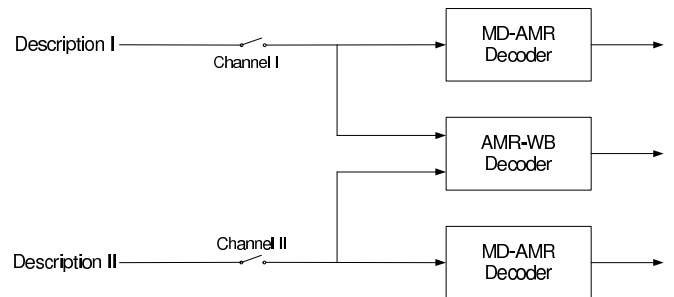 Description I
Channel I
MD-AMR
Decoder
AMR-WB
Decoder
Channel II
Description II
MD-AMR
Decoder